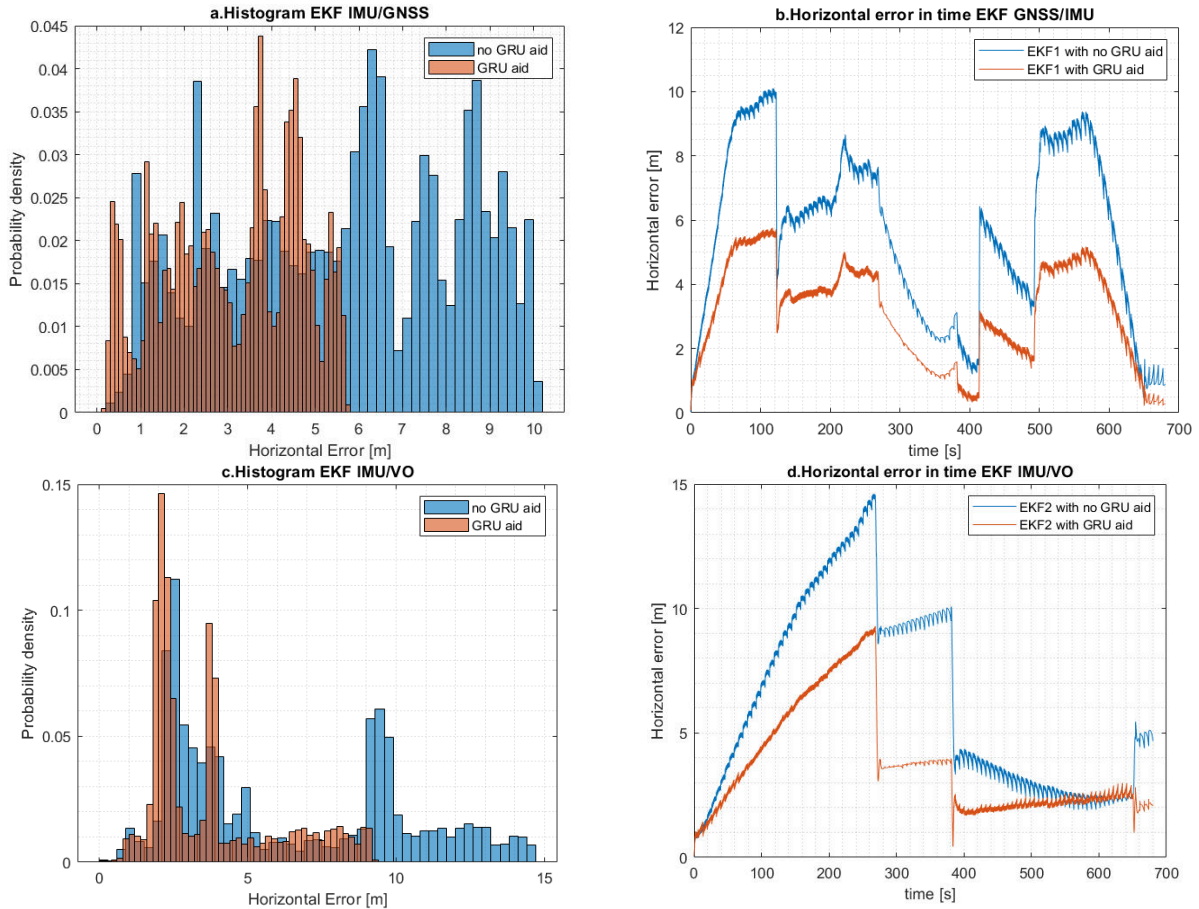 a.Histogram EKF IMU/GNSS
0.045
0.04
0.035
0.03
0.025
0.02
0.015
0.01
0.005
0
Probability density
no GRU aid
GRU aid
0 1 2 3 4 5 6 7 8 9 10
Horizontal Error [m]
b.Horizontal error in time EKF GNSS/IMU
12
10
8
6
4
2
0
Horizontal error [m]
EKF1 with no GRU aid
EKF1 with GRU aid
0 100 200 300 400 500 600 700
time [s]
c.Histogram EKF IMU/VO
0.15
0.1
0.05
0
Probability density
no GRU aid
GRU aid
0 5 10 15
Horizontal Error [m]
d.Horizontal error in time EKF IMU/VO
15
10
5
0
Horizontal error [m]
EKF2 with no GRU aid
EKF2 with GRU aid
0 100 200 300 400 500 600 700
time [s]